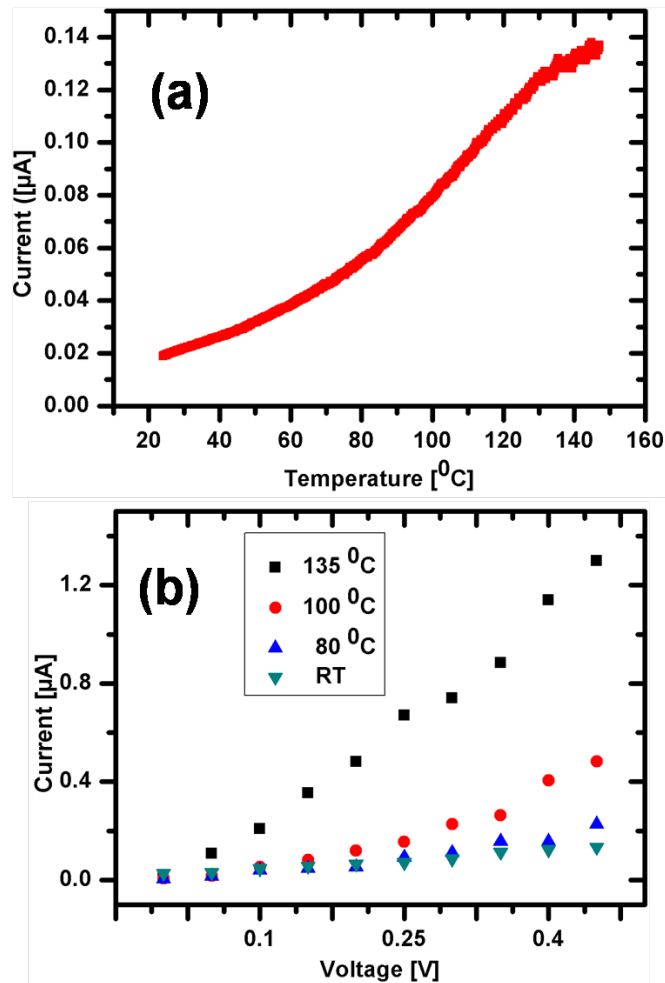 (a)
0.14
0.12
0.10
0.08
0.06
0.04
0.02
0.00
Current ([µA]
20 40 60 80 100 120 140 160
Temperature [⁰C]
(b)
135 ⁰C
100 ⁰C
80 ⁰C
RT
1.2
0.8
0.4
0.0
Current [µA]
0.1 0.25 0.4
Voltage [V]